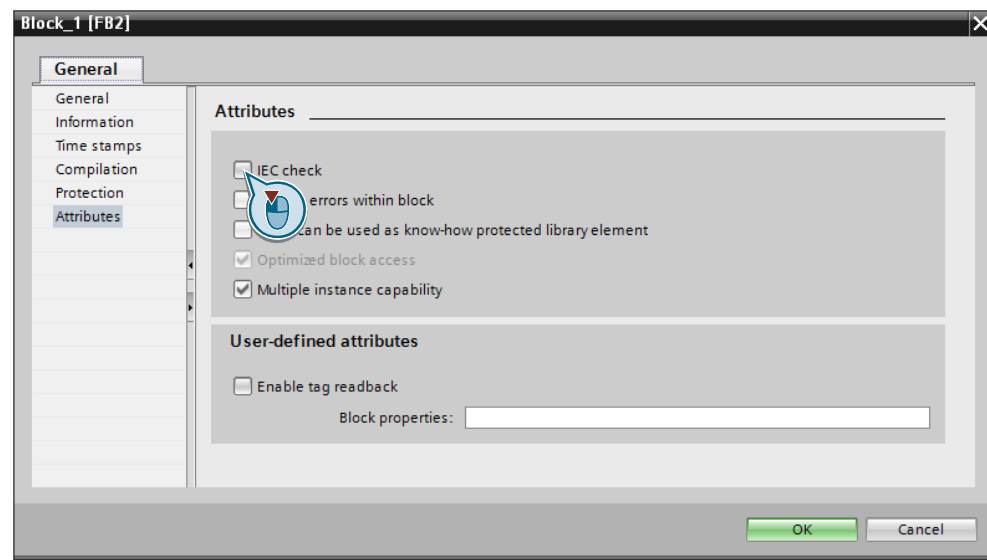 Block_1 [FB2]
General
General
Information
Time stamps
Compilation
Protection
Attributes
Attributes
IEC check
errors within block
can be used as know-how protected library element
Optimized block access
Multiple instance capability
User-defined attributes
Enable tag readback
Block properties:
OK
Cancel